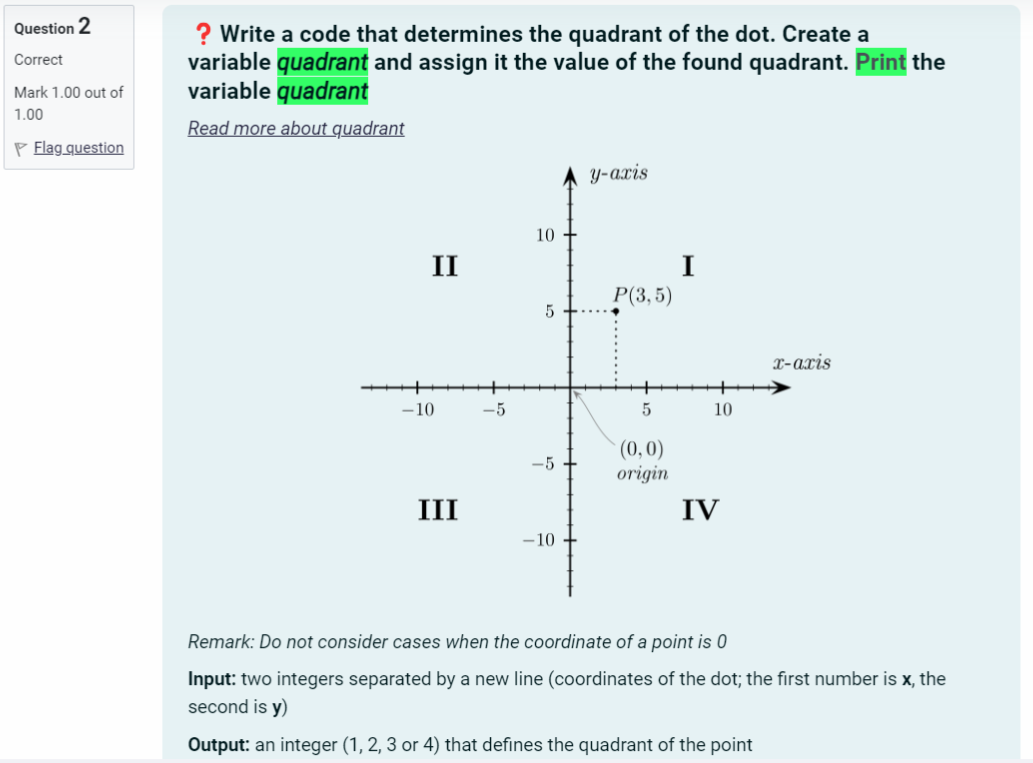 Question 2
Correct
Mark 1.00 out of
1.00
Flag question
❓ Write a code that determines the quadrant of the dot. Create a
variable quadrant and assign it the value of the found quadrant. Print the
variable quadrant
Read more about quadrant
y-axis
10
II
I
P(3, 5)
5
x-axis
−10
−5
5
10
(0, 0)
−5
origin
III
IV
−10
Remark: Do not consider cases when the coordinate of a point is 0
Input: two integers separated by a new line (coordinates of the dot; the first number is x, the
second is y)
Output: an integer (1, 2, 3 or 4) that defines the quadrant of the point